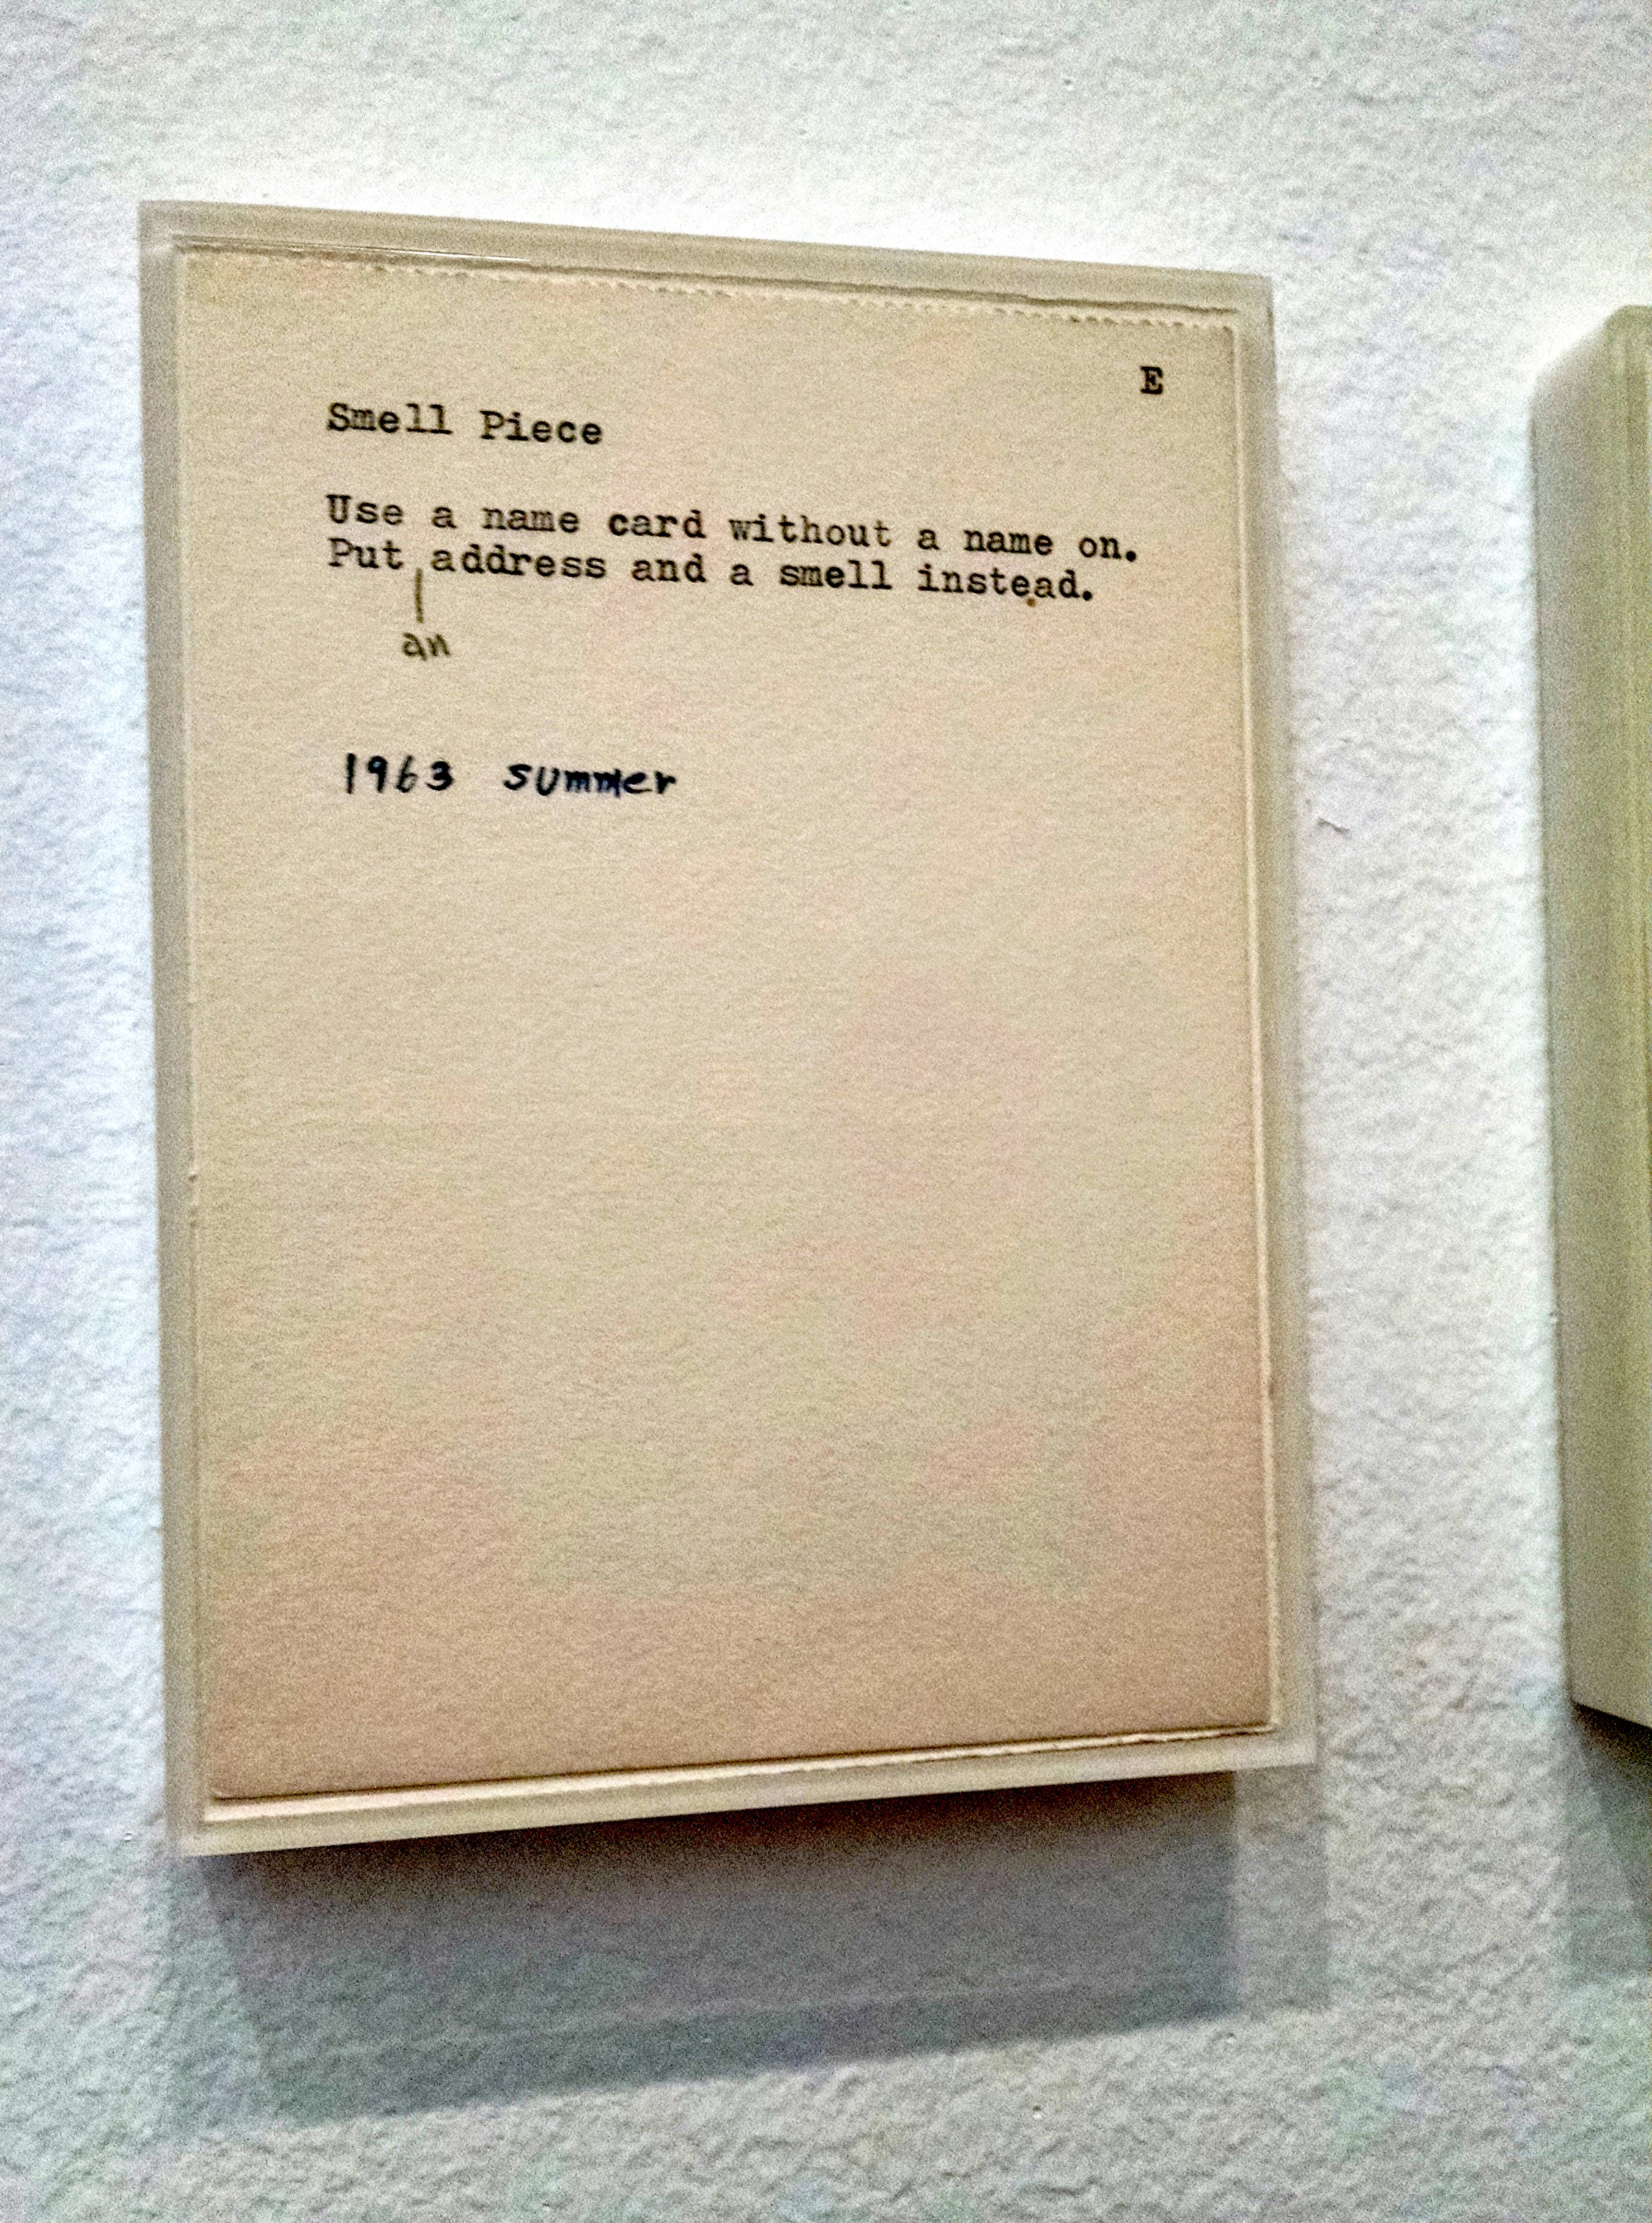 E
Smell Piece
Use a name card without a name on.
Put address and a smell instead.
an
1963 summer